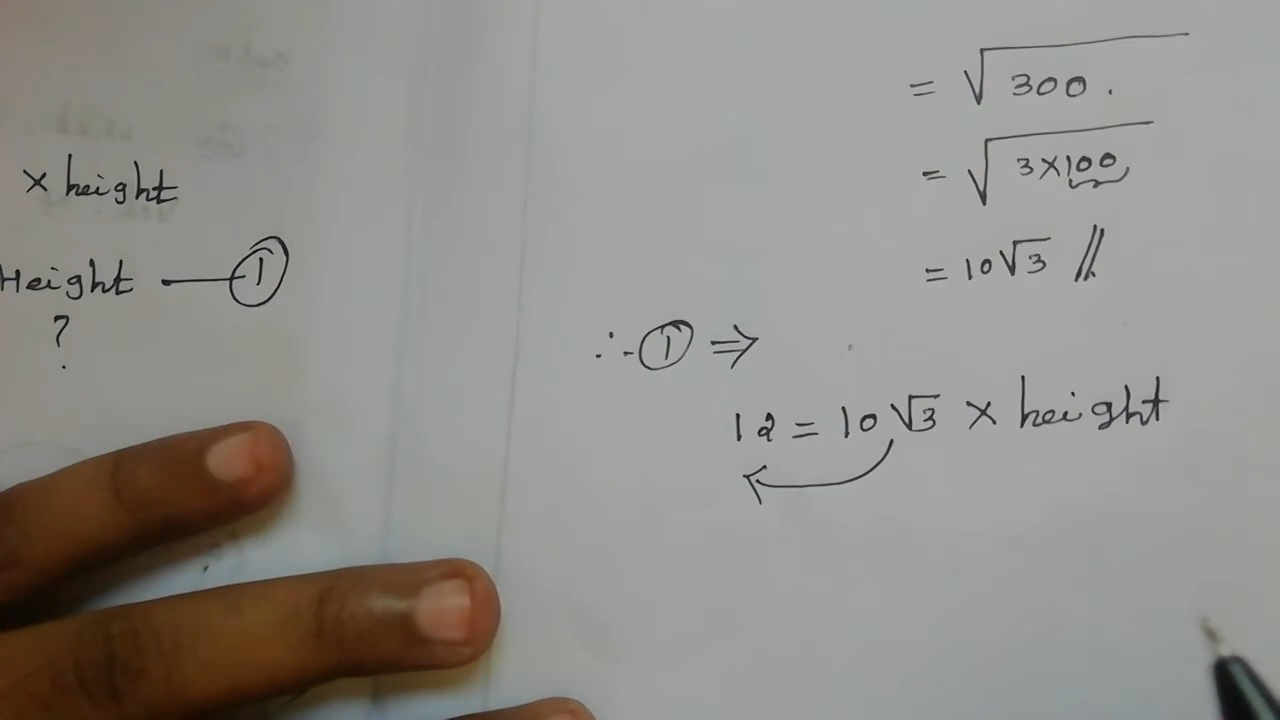 × height
Height — ①
?
= √300.
= √3×100
= 10√3 //
∴ ① ⇒
12 = 10√3 × height